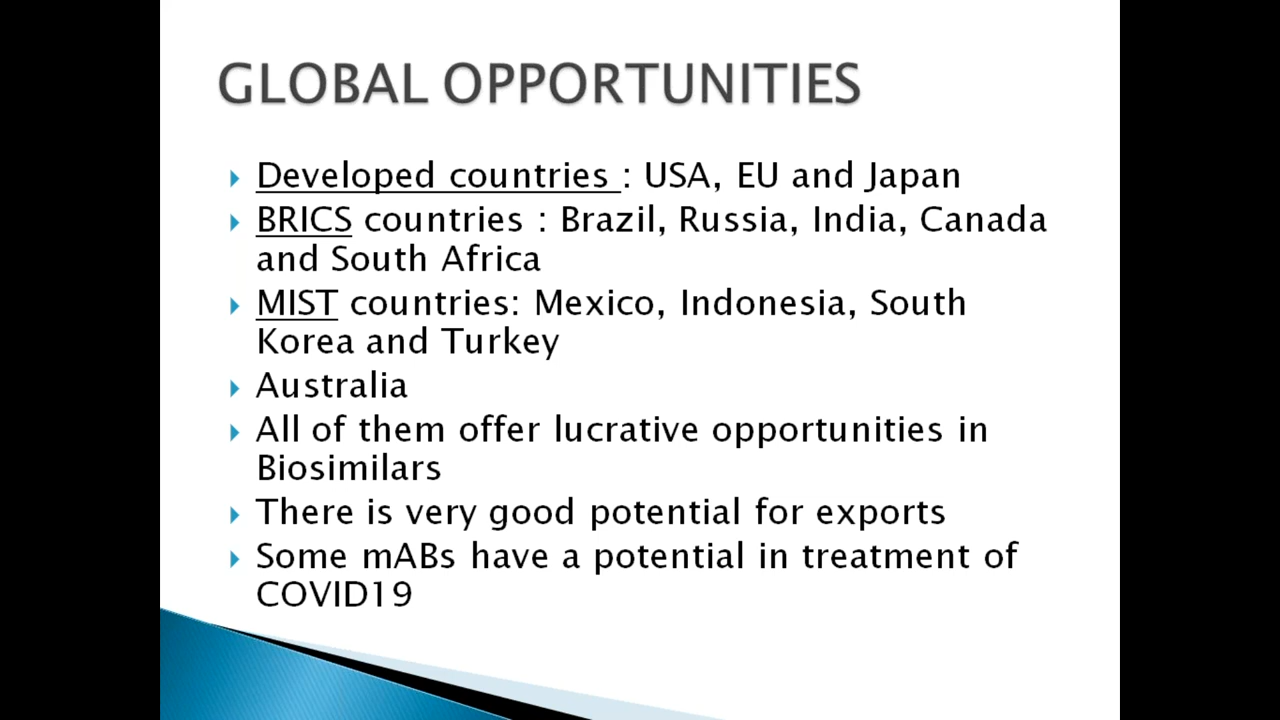 GLOBAL OPPORTUNITIES
Developed countries : USA, EU and Japan
BRICS countries : Brazil, Russia, India, Canada
and South Africa
MIST countries: Mexico, Indonesia, South
Korea and Turkey
Australia
All of them offer lucrative opportunities in
Biosimilars
There is very good potential for exports
Some mABs have a potential in treatment of
COVID19